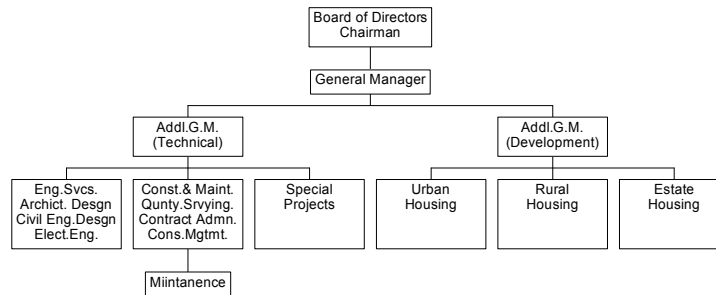 Board of Directors
Chairman
General Manager
Addl.G.M.
(Technical)
Addl.G.M.
(Development)
Eng.Svcs.
Archict. Desgn
Civil Eng.Desgn
Elect.Eng.
Const.& Maint.
Qunty.Srvying.
Contract Admn.
Cons.Mgtmt.
Special
Projects
Urban
Housing
Rural
Housing
Estate
Housing
Miintanence